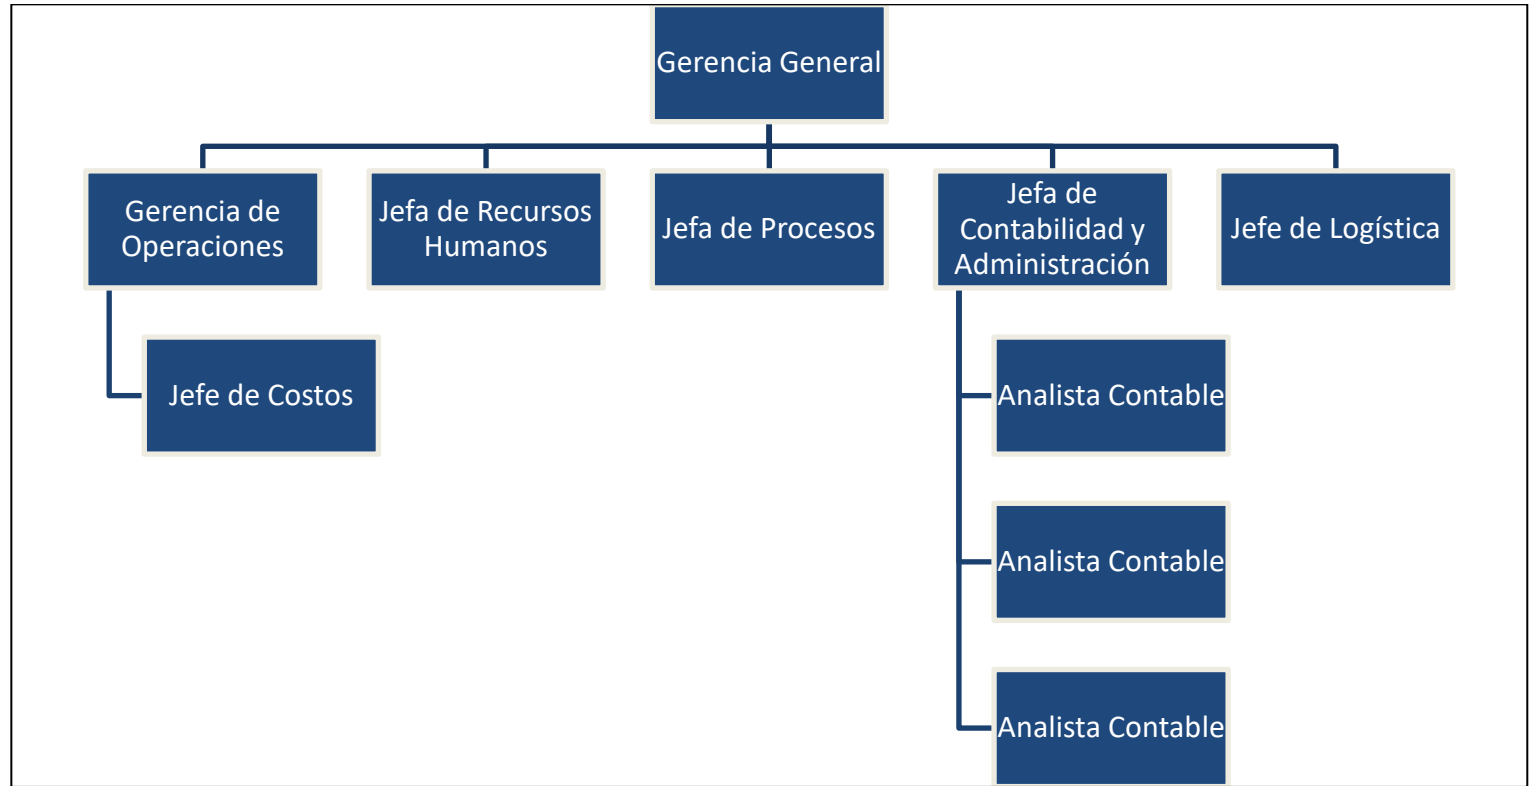 Gerencia General
Gerencia de
Operaciones
Jefa de Recursos
Humanos
Jefa de Procesos
Jefa de
Contabilidad y
Administración
Jefe de Logística
Jefe de Costos
Analista Contable
Analista Contable
Analista Contable